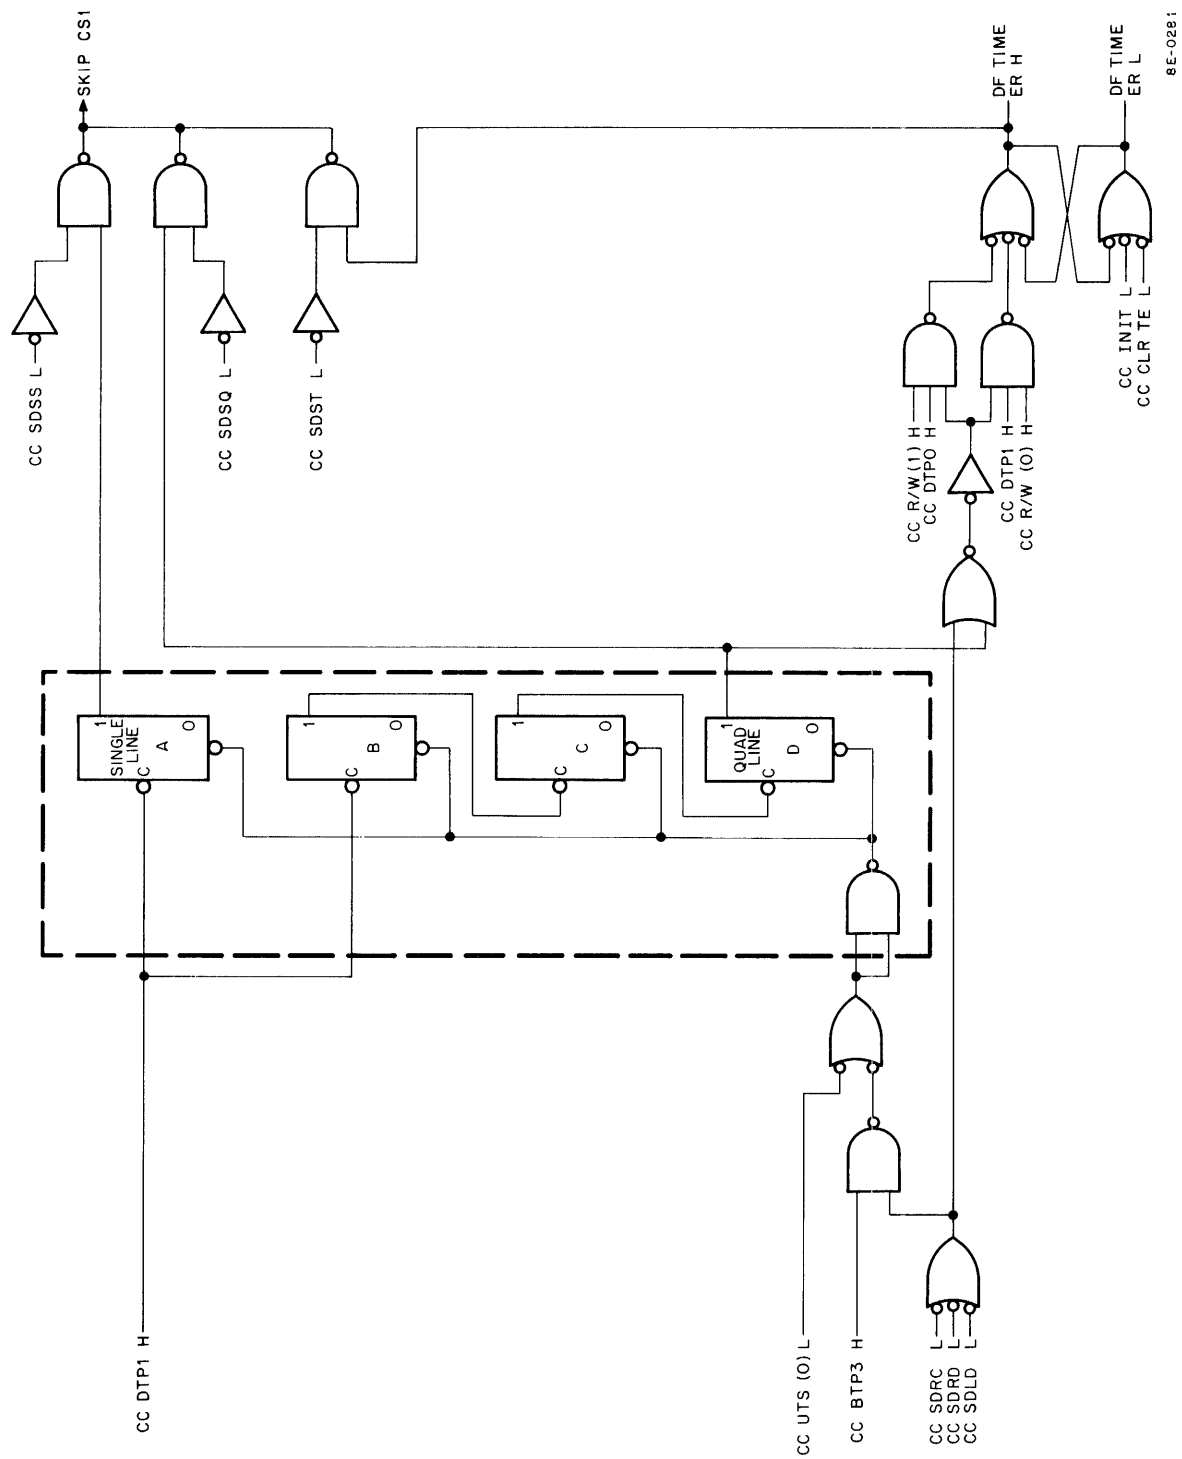 SKIP CS1
CC SDSS L
CC SDSQ L
CC SDST L
DF TIME
ER H
DF TIME
ER L
8E-0281
CC R/W(1) H
CC DTP0 H
CC DTP1 H
CC R/W (0) H
CC INIT L
CC CLR TE L
1
SINGLE
LINE
A
0
C
1
B
0
1
C
C
0
1
QUAD
LINE
D
0
C
CC DTP1 H
CC UTS (0) L
CC BTP3 H
CC SDRC L
CC SDRD L
CC SDLD L